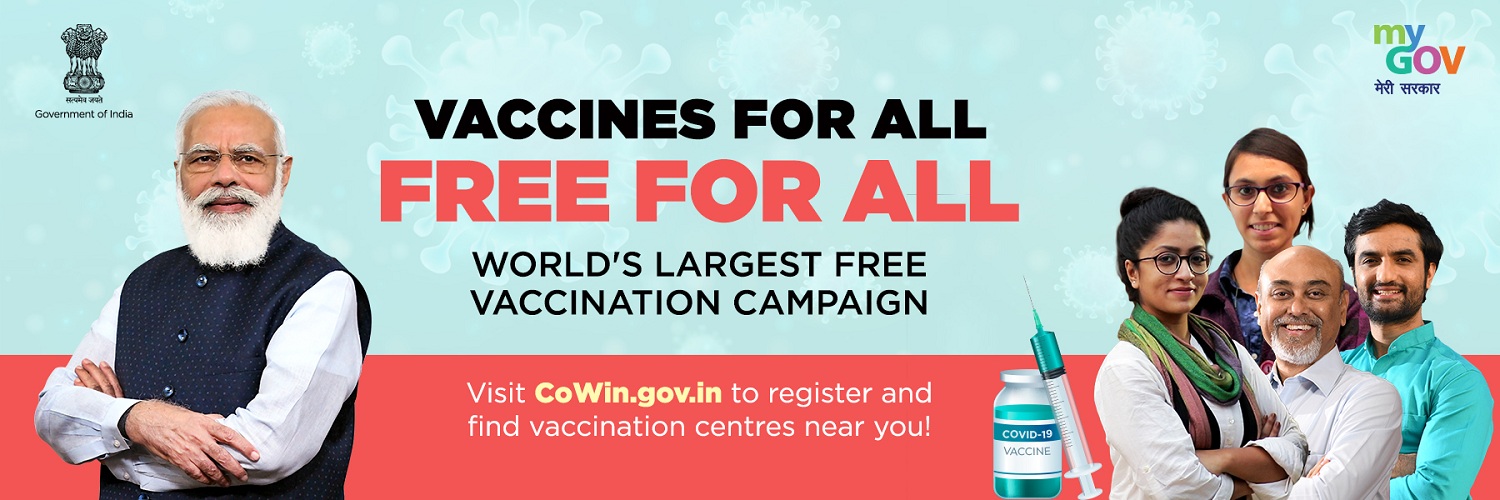 सत्यमेव जयते
Government of India
my
GOV
मेरी सरकार
VACCINES FOR ALL
FREE FOR ALL
WORLD'S LARGEST FREE
VACCINATION CAMPAIGN
Visit CoWin.gov.in to register and
find vaccination centres near you!
COVID-19
VACCINE